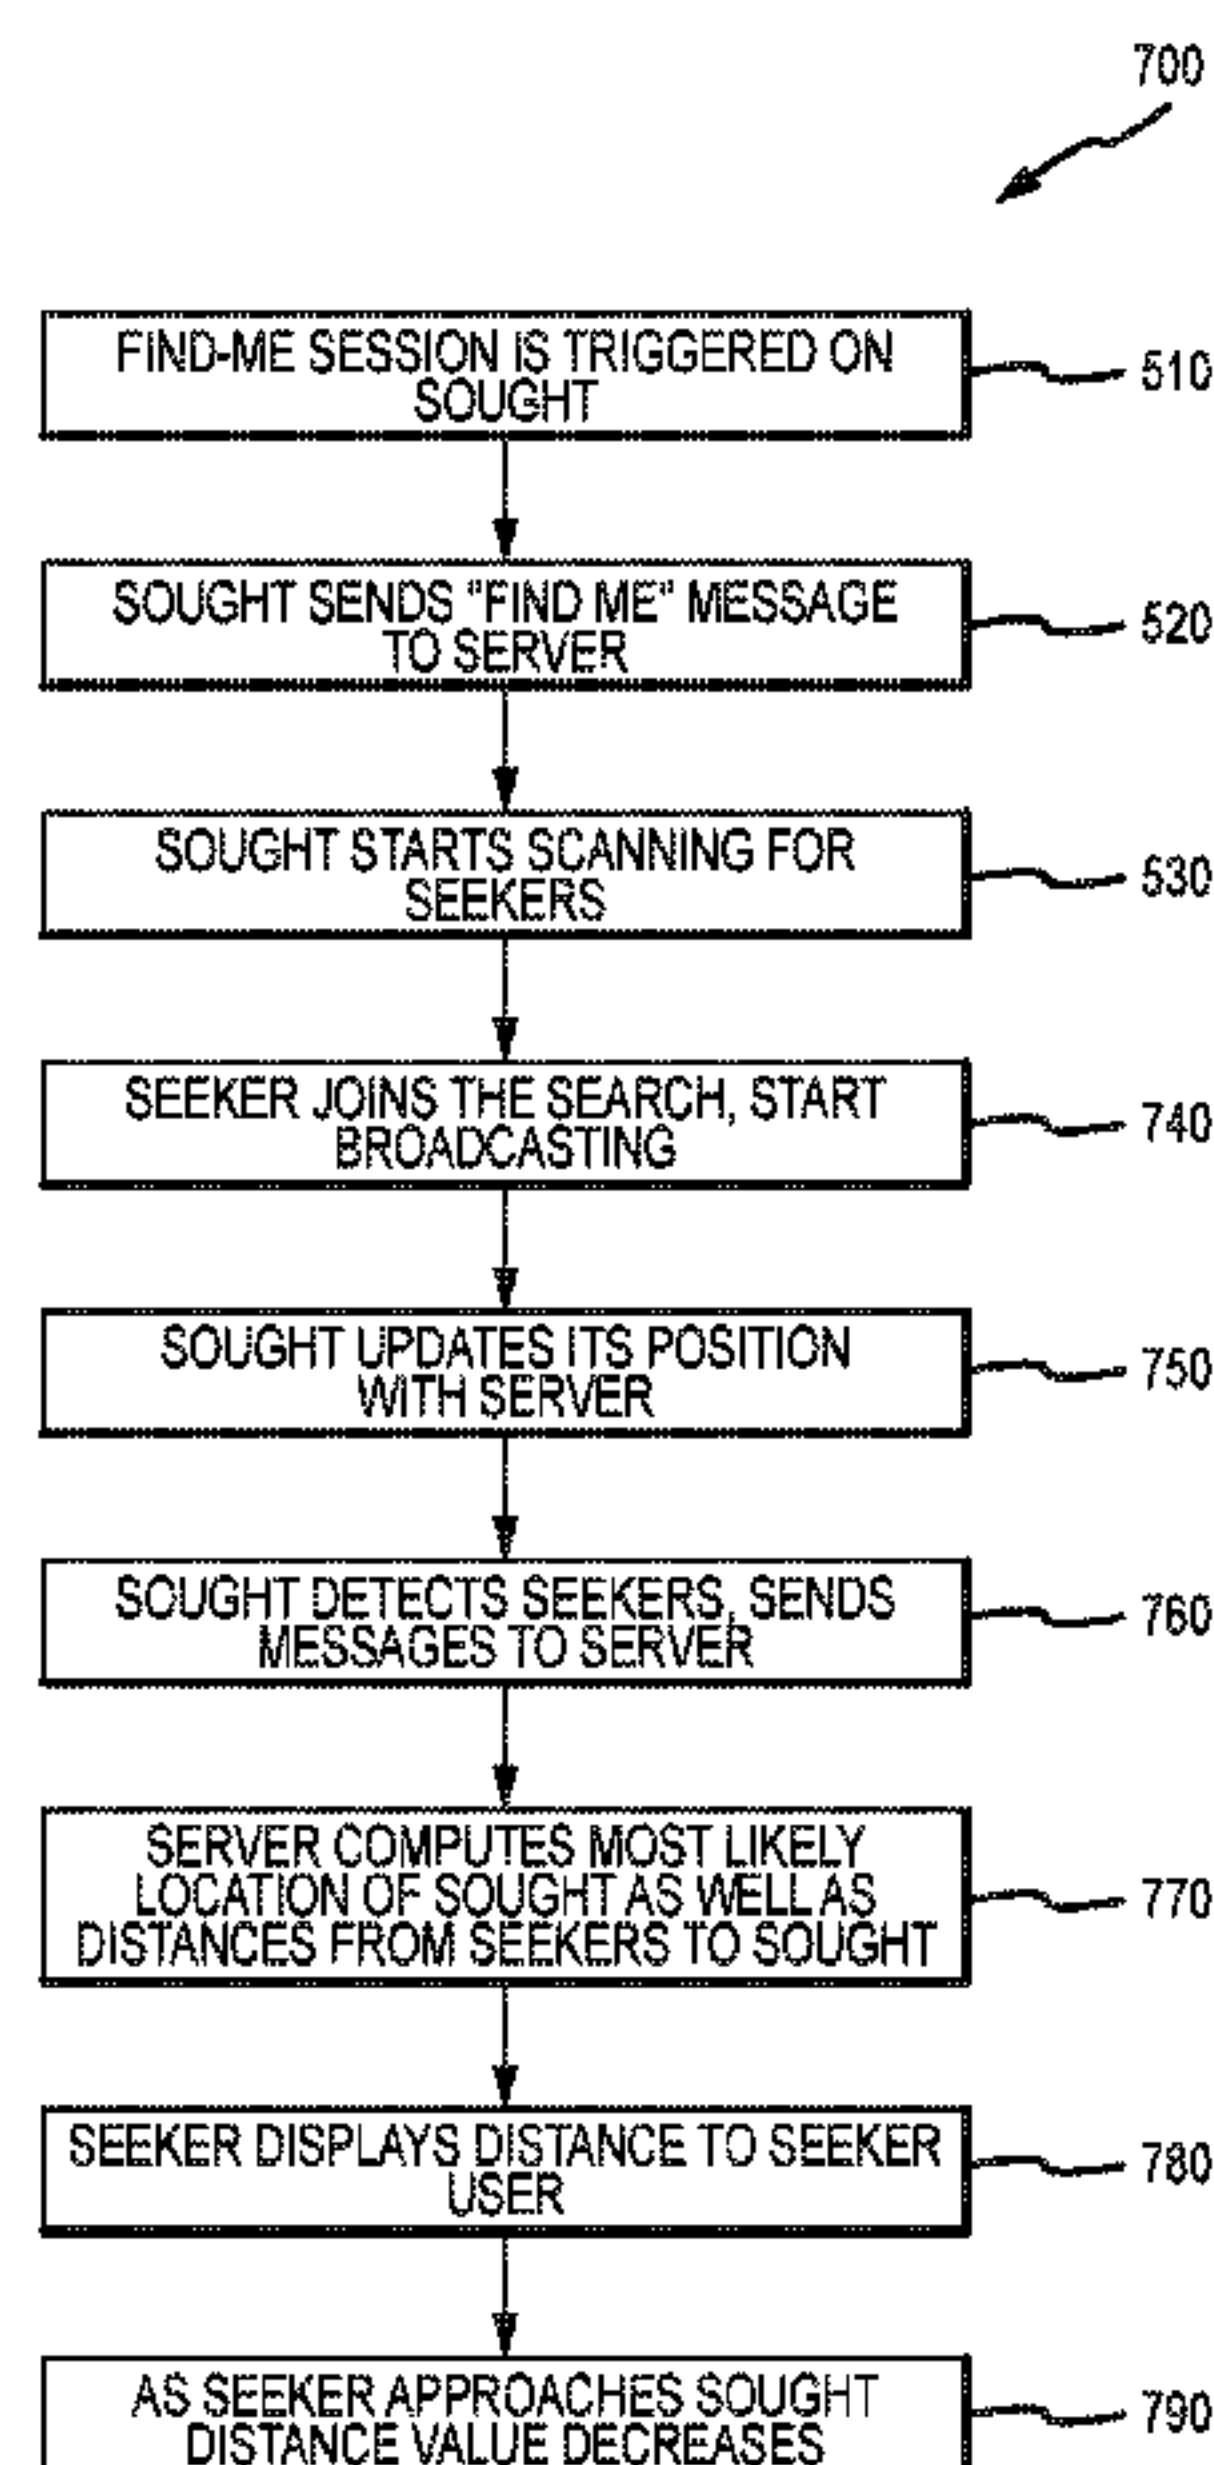 700
FIND-ME SESSION IS TRIGGERED ON
SOUGHT
510
SOUGHT SENDS "FIND ME" MESSAGE
TO SERVER
520
SOUGHT STARTS SCANNING FOR
SEEKERS
530
SEEKER JOINS THE SEARCH, START
BROADCASTING
740
SOUGHT UPDATES ITS POSITION
WITH SERVER
750
SOUGHT DETECTS SEEKERS, SENDS
MESSAGES TO SERVER
760
SERVER COMPUTES MOST LIKELY
LOCATION OF SOUGHT AS WELL AS
DISTANCES FROM SEEKERS TO SOUGHT
770
SEEKER DISPLAYS DISTANCE TO SEEKER
USER
780
AS SEEKER APPROACHES SOUGHT
DISTANCE VALUE DECREASES
790